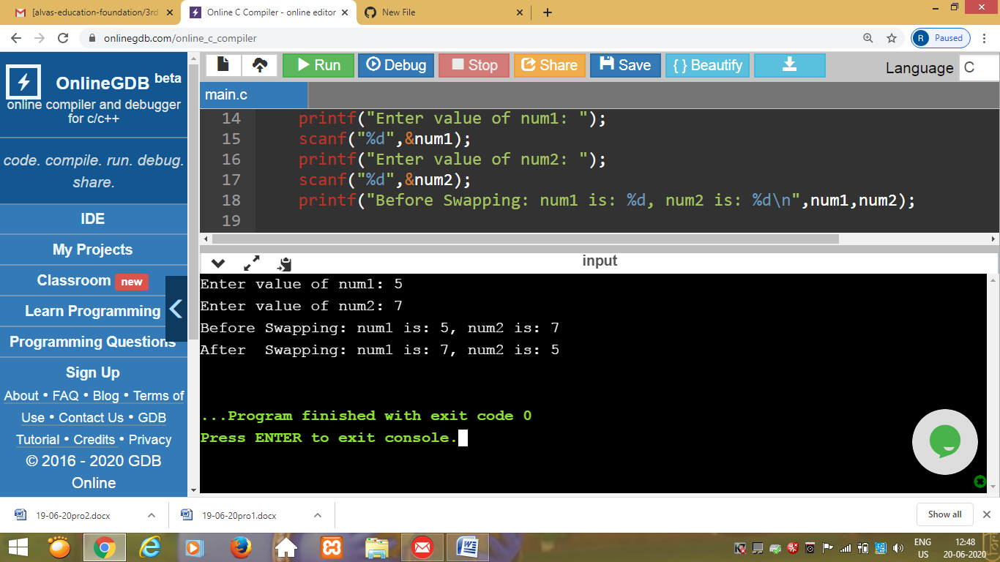 [alvas-education-foundation/3rd
Online C Compiler - online editor
New File
onlinegdb.com/online_c_compiler
R Paused
OnlineGDB beta
online compiler and debugger
for c/c++
code. compile. run. debug.
share.
IDE
My Projects
Classroom new
Learn Programming
Programming Questions
Sign Up
About • FAQ • Blog • Terms of
Use • Contact Us • GDB
Tutorial • Credits • Privacy
© 2016 - 2020 GDB
Online
Run Debug Stop Share Save { } Beautify
Language C
main.c
14 printf("Enter value of num1: ");
15 scanf("%d",&num1);
16 printf("Enter value of num2: ");
17 scanf("%d",&num2);
18 printf("Before Swapping: num1 is: %d, num2 is: %d\n",num1,num2);
19
input
Enter value of num1: 5
Enter value of num2: 7
Before Swapping: num1 is: 5, num2 is: 7
After  Swapping: num1 is: 7, num2 is: 5
...Program finished with exit code 0
Press ENTER to exit console.
19-06-20pro2.docx
19-06-20pro1.docx
Show all
ENG
US
12:48
20-06-2020